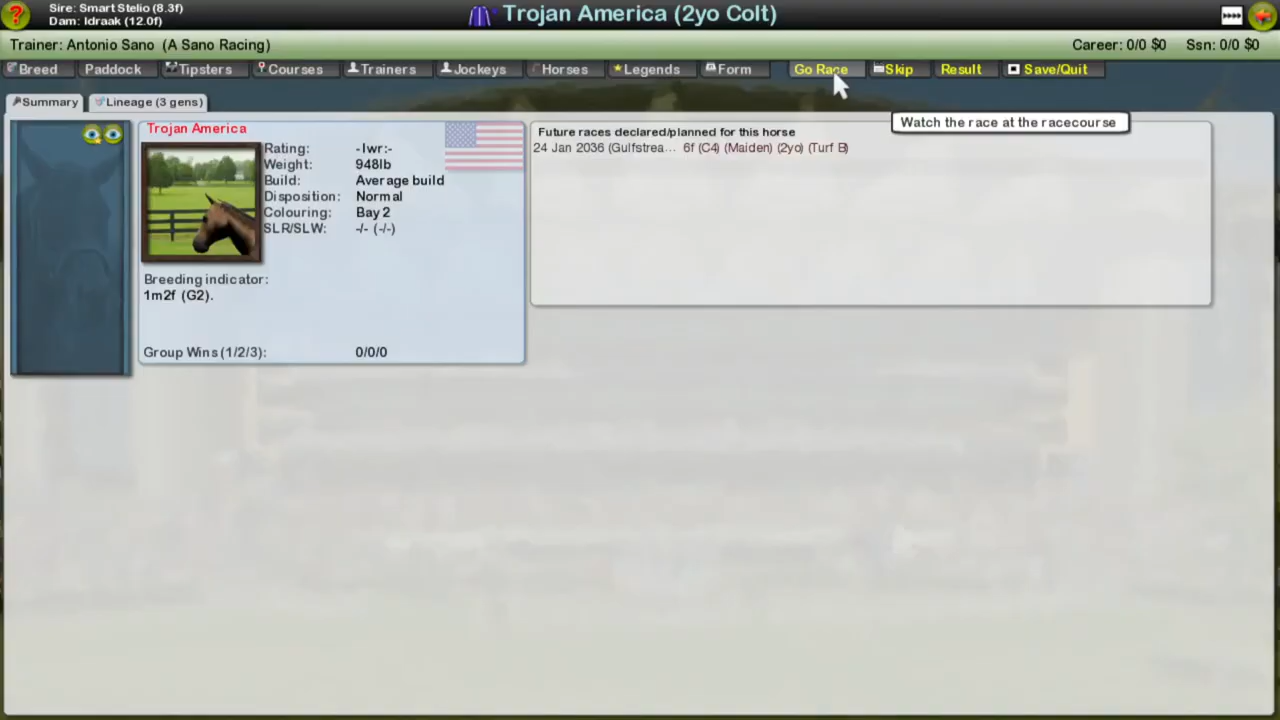 Sire: Smart Stelio (8.3f)
Dam: Idraak (12.0f)
Trojan America (2yo Colt)
Trainer: Antonio Sano (A Sano Racing)
Career: 0/0 $0 Ssn: 0/0 $0
Breed Paddock Tipsters Courses Trainers Jockeys Horses Legends Form Go Race Skip Result Save/Quit
Summary Lineage (3 gens)
Watch the race at the racecourse
Trojan America
Rating: - lwr:-
Weight: 948lb
Build: Average build
Disposition: Normal
Colouring: Bay 2
SLR/SLW: -/- (-/-)
Breeding indicator:
1m2f (G2).
Group Wins (1/2/3): 0/0/0
Future races declared/planned for this horse
24 Jan 2036 (Gulfstrea... 6f (C4) (Maiden) (2yo) (Turf B)